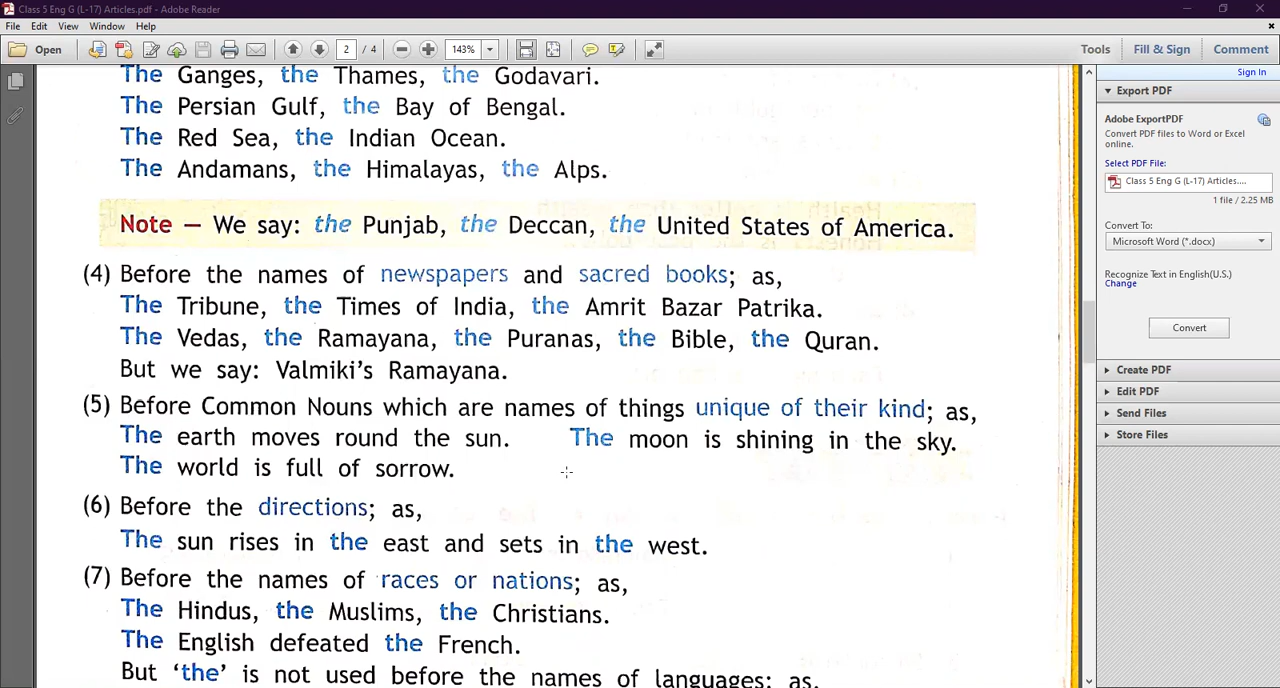 Class 5 Eng G (L-17) Articles.pdf - Adobe Reader
File Edit View Window Help
Open 2 / 4 143% Tools Fill & Sign Comment
Sign In
The Ganges, the Thames, the Godavari.
The Persian Gulf, the Bay of Bengal.
The Red Sea, the Indian Ocean.
The Andamans, the Himalayas, the Alps.
Note — We say: the Punjab, the Deccan, the United States of America.
(4) Before the names of newspapers and sacred books; as,
The Tribune, the Times of India, the Amrit Bazar Patrika.
The Vedas, the Ramayana, the Puranas, the Bible, the Quran.
But we say: Valmiki's Ramayana.
(5) Before Common Nouns which are names of things unique of their kind; as,
The earth moves round the sun. The moon is shining in the sky.
The world is full of sorrow.
(6) Before the directions; as,
The sun rises in the east and sets in the west.
(7) Before the names of races or nations; as,
The Hindus, the Muslims, the Christians.
The English defeated the French.
But 'the' is not used before the names of languages; as,
Export PDF
Adobe ExportPDF
Convert PDF files to Word or Excel
online.
Select PDF File:
Class 5 Eng G (L-17) Articles....
1 file / 2.25 MB
Convert To:
Microsoft Word (*.docx)
Recognize Text in English(U.S.)
Change
Convert
Create PDF
Edit PDF
Send Files
Store Files